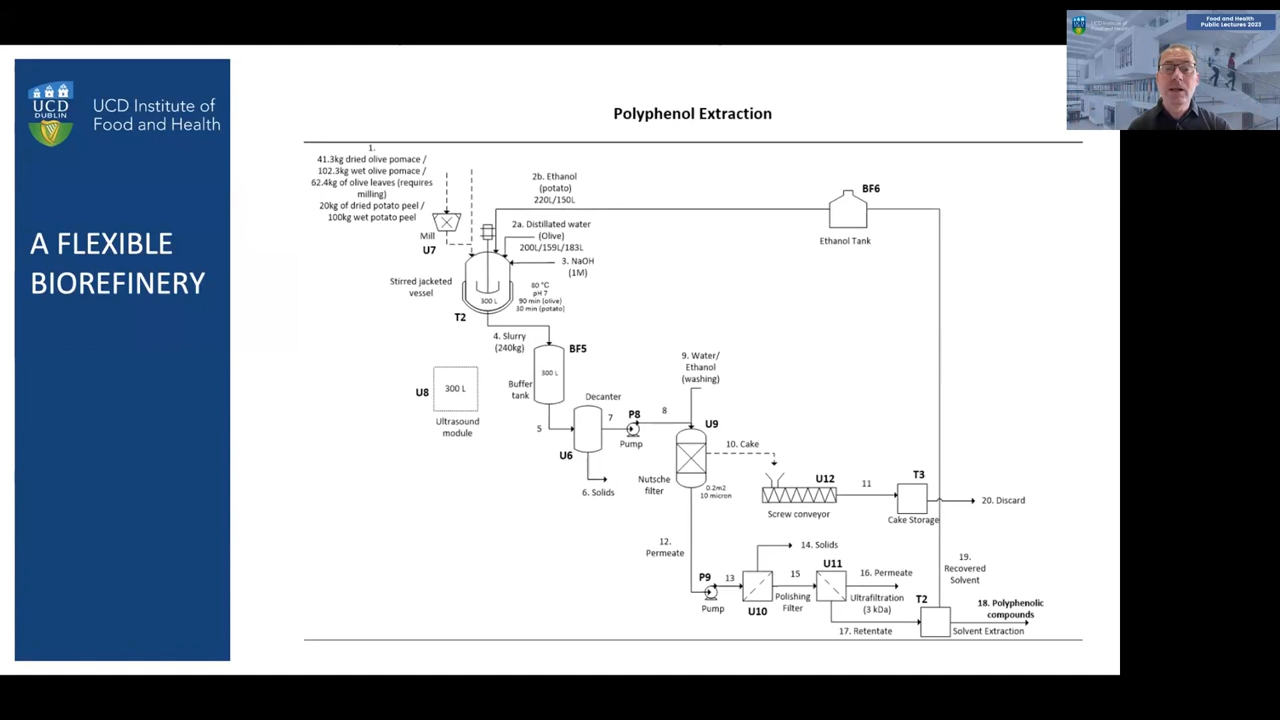 UCD Institute of
Food and Health
Food and Health
Public Lectures 2023
UCD
DUBLIN
UCD Institute of
Food and Health
A FLEXIBLE
BIOREFINERY
Polyphenol Extraction
1.
41.3kg dried olive pomace /
102.3kg wet olive pomace /
62.4kg of olive leaves (requires
milling)
20kg of dried potato peel /
100kg wet potato peel
Mill
U7
2b. Ethanol
(potato)
220L/150L
BF6
Ethanol Tank
2a. Distillated water
(Olive)
200L/159L/183L
3. NaOH
(1M)
Stirred jacketed
vessel
300 L
80 °C
pH 7
90 min (olive)
30 min (potato)
T2
4. Slurry
(240kg)
BF5
300 L
Buffer
tank
U8
300 L
Ultrasound
module
5
Decanter
U6
6. Solids
7
P8
Pump
8
9. Water/
Ethanol
(washing)
U9
Nutsche
filter
0.2m2
10 micron
10. Cake
U12
Screw conveyor
11
T3
Cake Storage
20. Discard
12.
Permeate
P9
Pump
13
14. Solids
U10
15
Polishing
Filter
U11
16. Permeate
Ultrafiltration
(3 kDa)
17. Retentate
T2
19.
Recovered
Solvent
18. Polyphenolic
compounds
Solvent Extraction